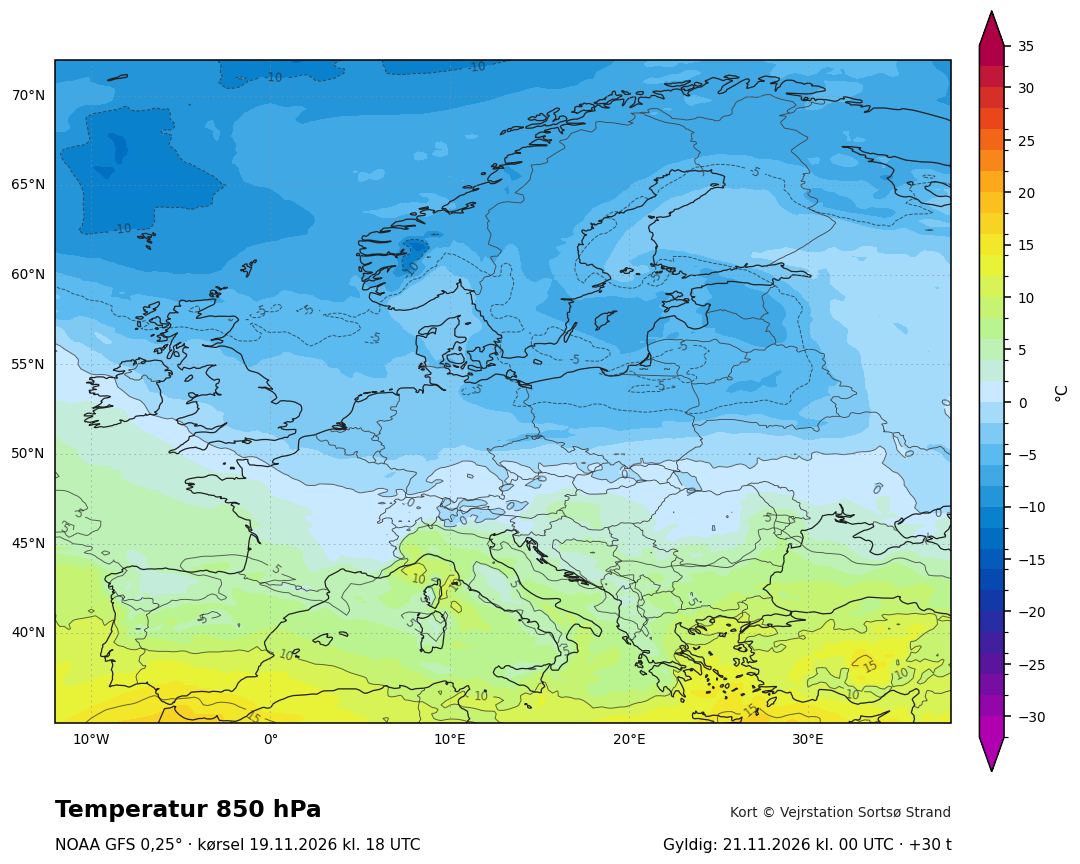 70°N
65°N
60°N
55°N
50°N
45°N
40°N
10°W
0°
10°E
20°E
30°E
35
30
25
20
15
10
5
0
−5
−10
−15
−20
−25
−30
°C
Temperatur 850 hPa
Kort © Vejrstation Sortsø Strand
NOAA GFS 0,25° · kørsel 19.11.2026 kl. 18 UTC
Gyldig: 21.11.2026 kl. 00 UTC · +30 t